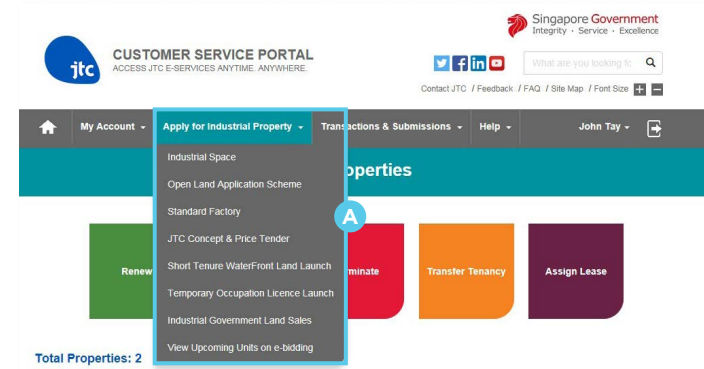 Singapore Government
Integrity · Service · Excellence
jtc
CUSTOMER SERVICE PORTAL
ACCESS JTC E-SERVICES ANYTIME. ANYWHERE.
What are you looking fo
Contact JTC / Feedback / FAQ / Site Map / Font Size + −
My Account
Apply for Industrial Property
Transactions & Submissions
Help
John Tay
operties
Industrial Space
Open Land Application Scheme
Standard Factory
JTC Concept & Price Tender
Short Tenure WaterFront Land Launch
Temporary Occupation Licence Launch
Industrial Government Land Sales
View Upcoming Units on e-bidding
A
Renew
minate
Transfer Tenancy
Assign Lease
Total Properties: 2